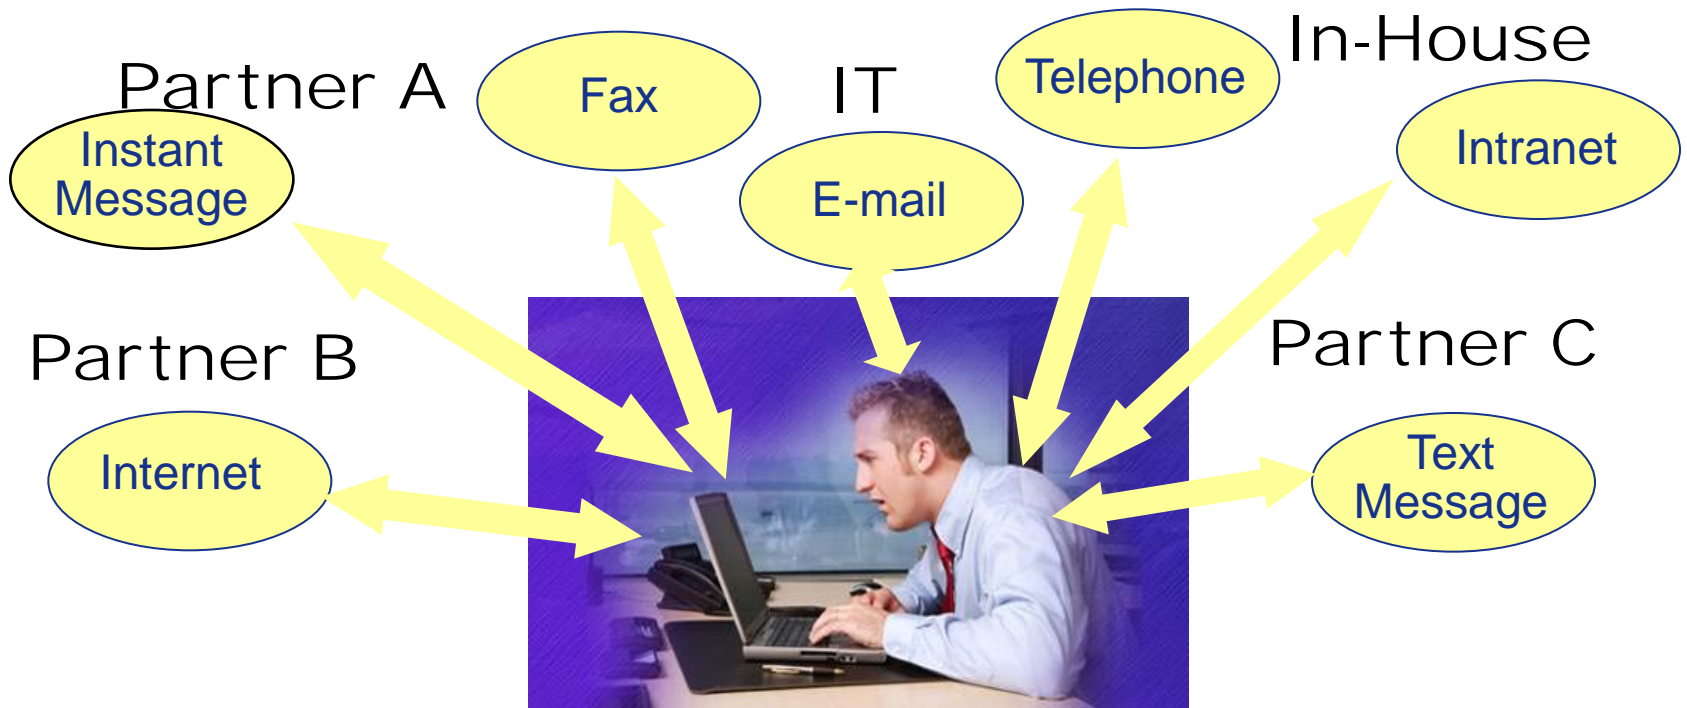 Partner A
Fax
IT
Telephone
In-House
Instant
Message
E-mail
Intranet
Partner B
Partner C
Internet
Text
Message